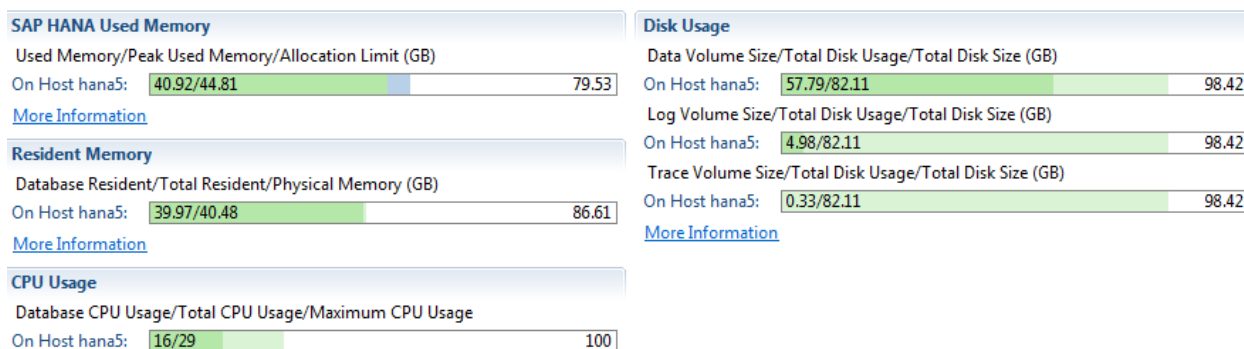 SAP HANA Used Memory
Used Memory/Peak Used Memory/Allocation Limit (GB)
On Host hana5: 40.92/44.81 79.53
More Information
Resident Memory
Database Resident/Total Resident/Physical Memory (GB)
On Host hana5: 39.97/40.48 86.61
More Information
CPU Usage
Database CPU Usage/Total CPU Usage/Maximum CPU Usage
On Host hana5: 16/29 100
Disk Usage
Data Volume Size/Total Disk Usage/Total Disk Size (GB)
On Host hana5: 57.79/82.11 98.42
Log Volume Size/Total Disk Usage/Total Disk Size (GB)
On Host hana5: 4.98/82.11 98.42
Trace Volume Size/Total Disk Usage/Total Disk Size (GB)
On Host hana5: 0.33/82.11 98.42
More Information